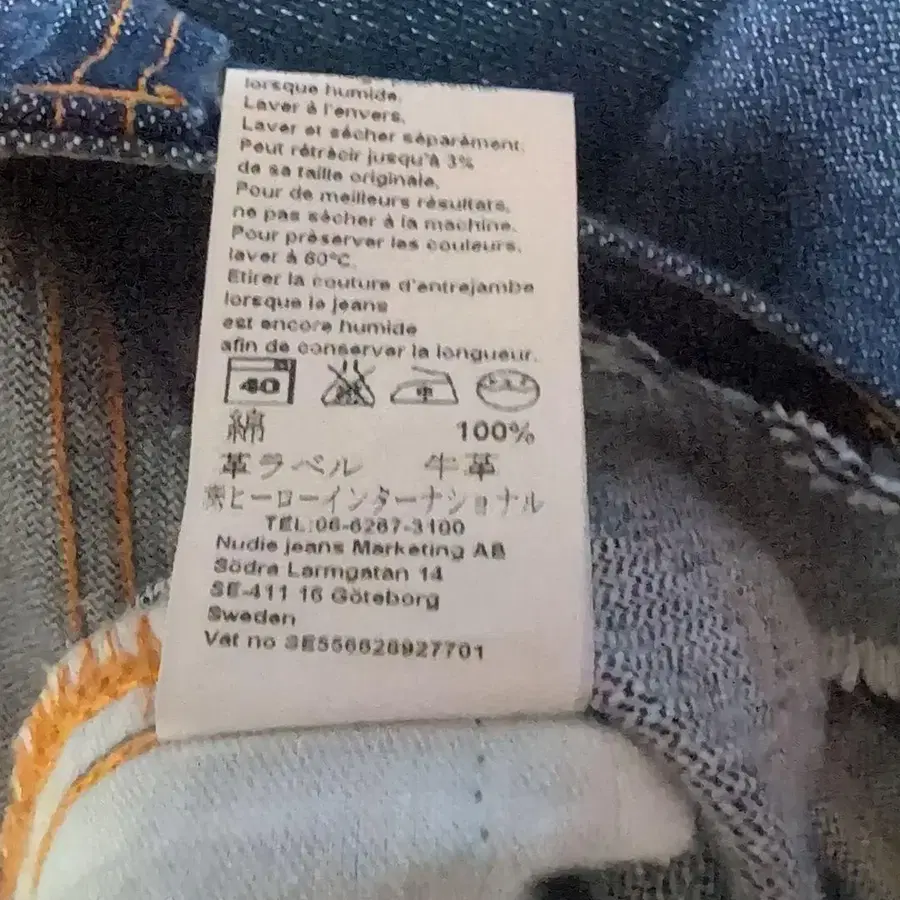 lorsque humide.
Laver à l'envers.
Laver et sécher séparément.
Peut rétrécir jusqu'à 3%
de sa taille originale.
Pour de meilleurs résultats,
ne pas sécher à la machine.
Pour préserver les couleurs,
laver à 60°C.
Etirer la couture d'entrejambe
lorsque le jeans
est encore humide
afin de conserver la longueur.
40 中
綿 100%
革ラベル 牛革
㈱ヒーローインターナショナル
TEL:06-6267-3100
Nudie jeans Marketing AB
Södra Larmgatan 14
SE-411 16 Göteborg
Sweden
Vat no SE556628927701